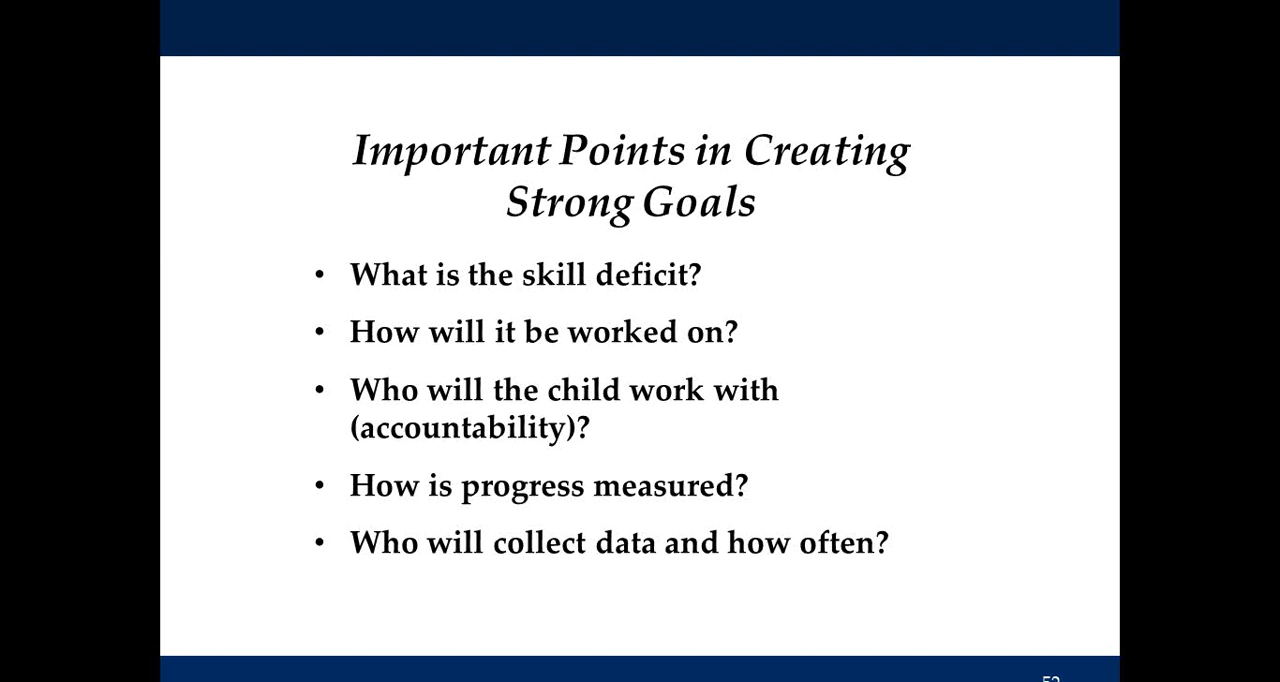 Important Points in Creating
Strong Goals
• What is the skill deficit?
• How will it be worked on?
• Who will the child work with
(accountability)?
• How is progress measured?
• Who will collect data and how often?